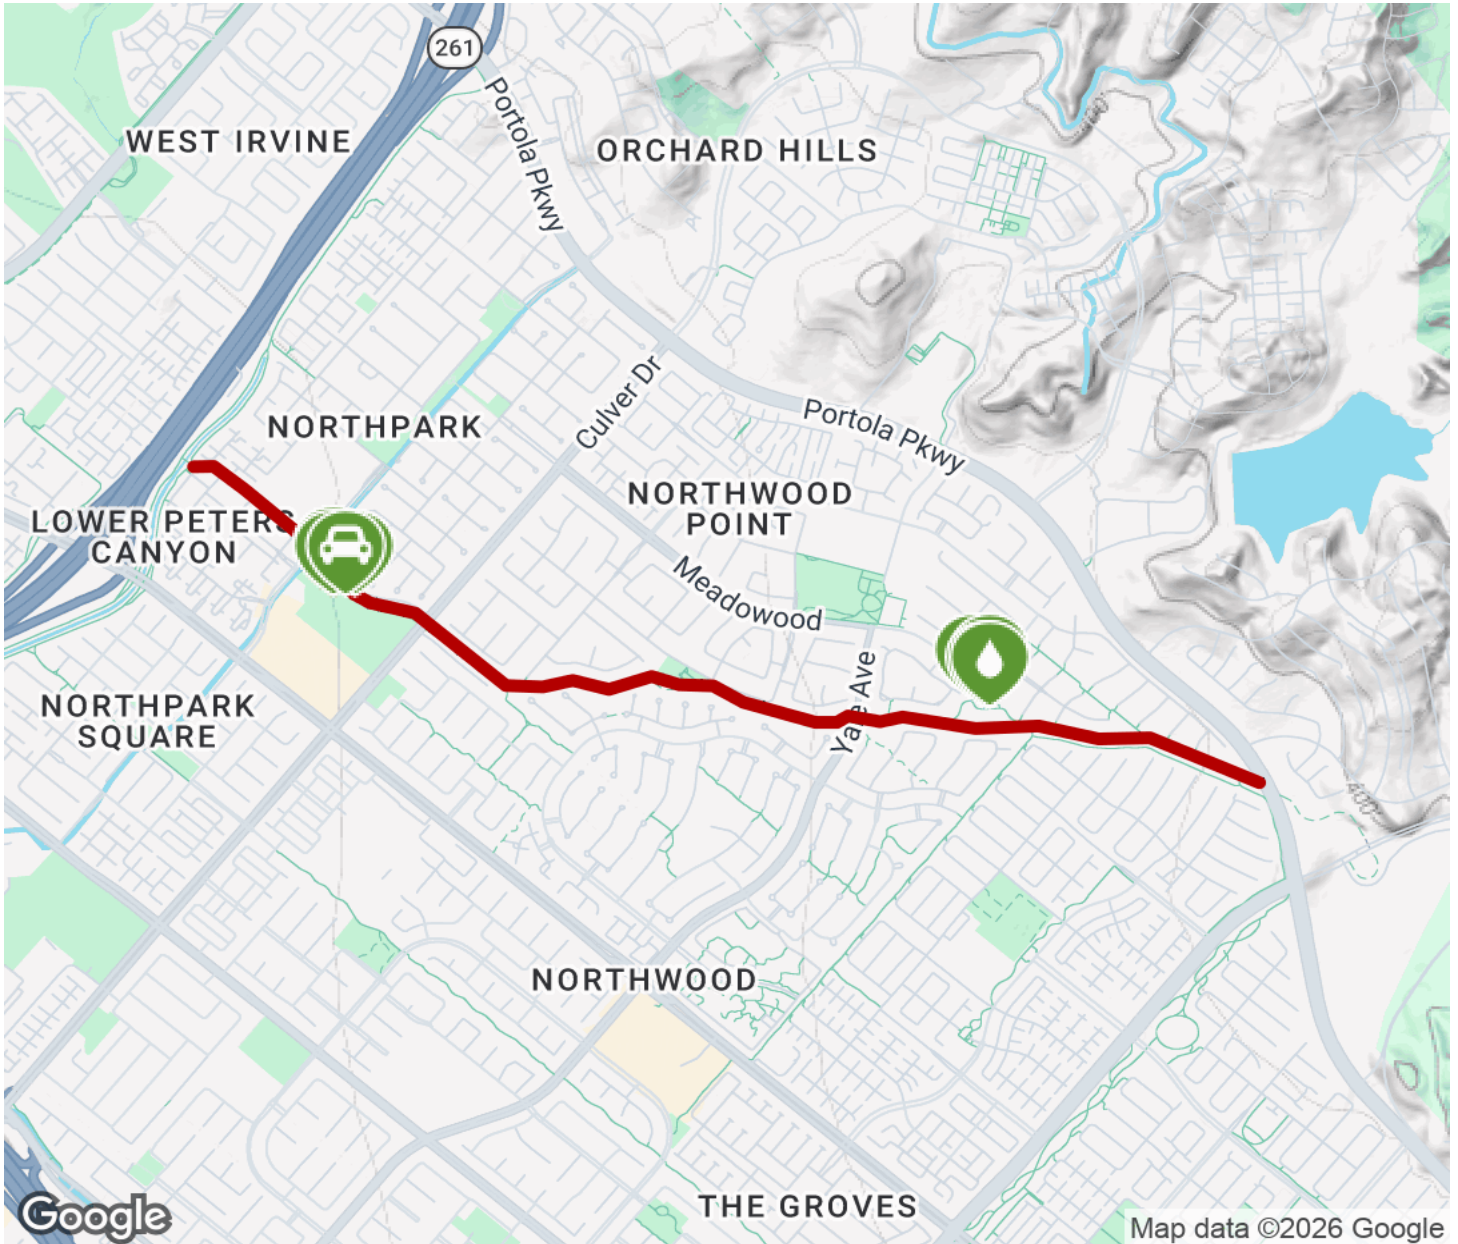 261
Portola Pkwy
WEST IRVINE
ORCHARD HILLS
Culver Dr
NORTHPARK
Portola Pkwy
NORTHWOOD
POINT
LOWER PETERS
CANYON
Meadowood
Yale Ave
NORTHPARK
SQUARE
400
NORTHWOOD
THE GROVES
Google
Map data ©2026 Google